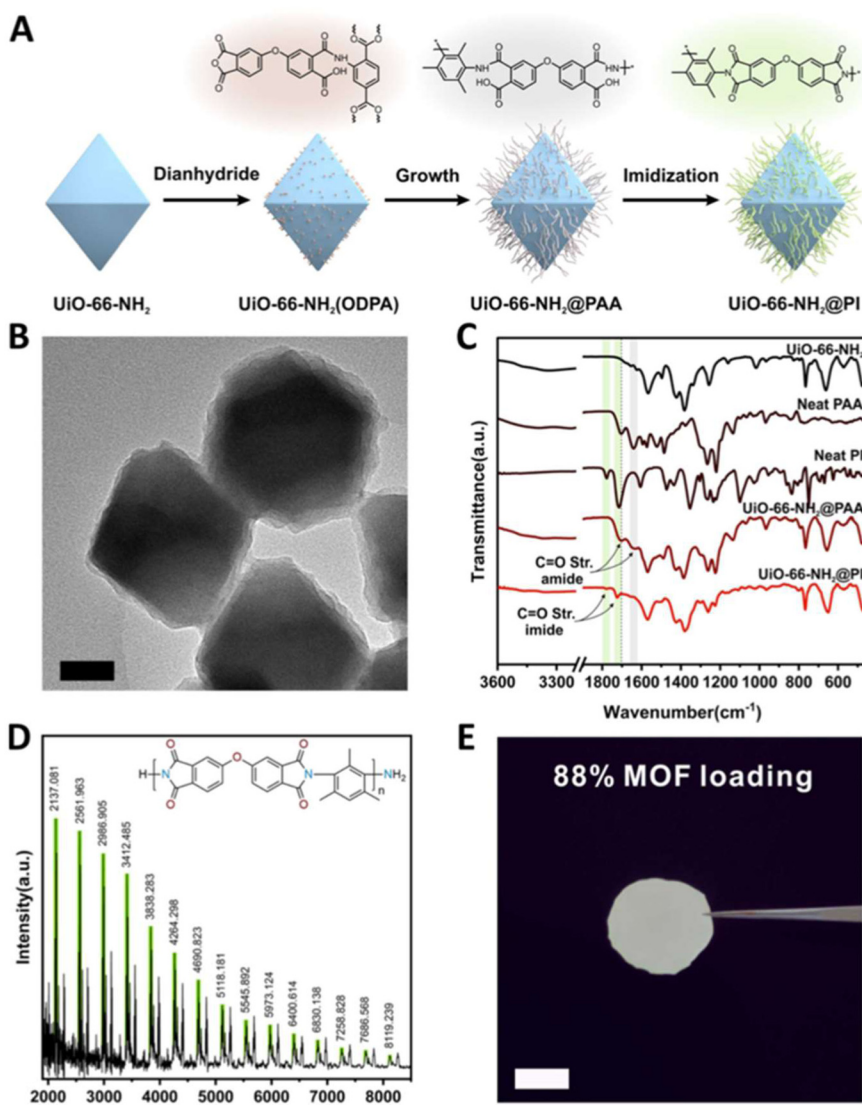 A
Dianhydride
Growth
Imidization
UiO-66-NH₂
UiO-66-NH₂(ODPA)
UiO-66-NH₂@PAA
UiO-66-NH₂@PI
B
C
UiO-66-NH₂
Neat PAA
Neat PI
UiO-66-NH₂@PAA
C=O Str.
amide
UiO-66-NH₂@PI
C=O Str.
imide
Transmittance(a.u.)
3600 3300 1800 1600 1400 1200 1000 800 600
Wavenumber(cm⁻¹)
D
H N O O O O O N NH₂ n
Intensity(a.u.)
2137.081
2561.963
2986.905
3412.485
3838.283
4264.298
4690.823
5118.181
5545.892
5973.124
6400.614
6830.138
7258.828
7686.568
8119.239
2000 3000 4000 5000 6000 7000 8000
E
88% MOF loading